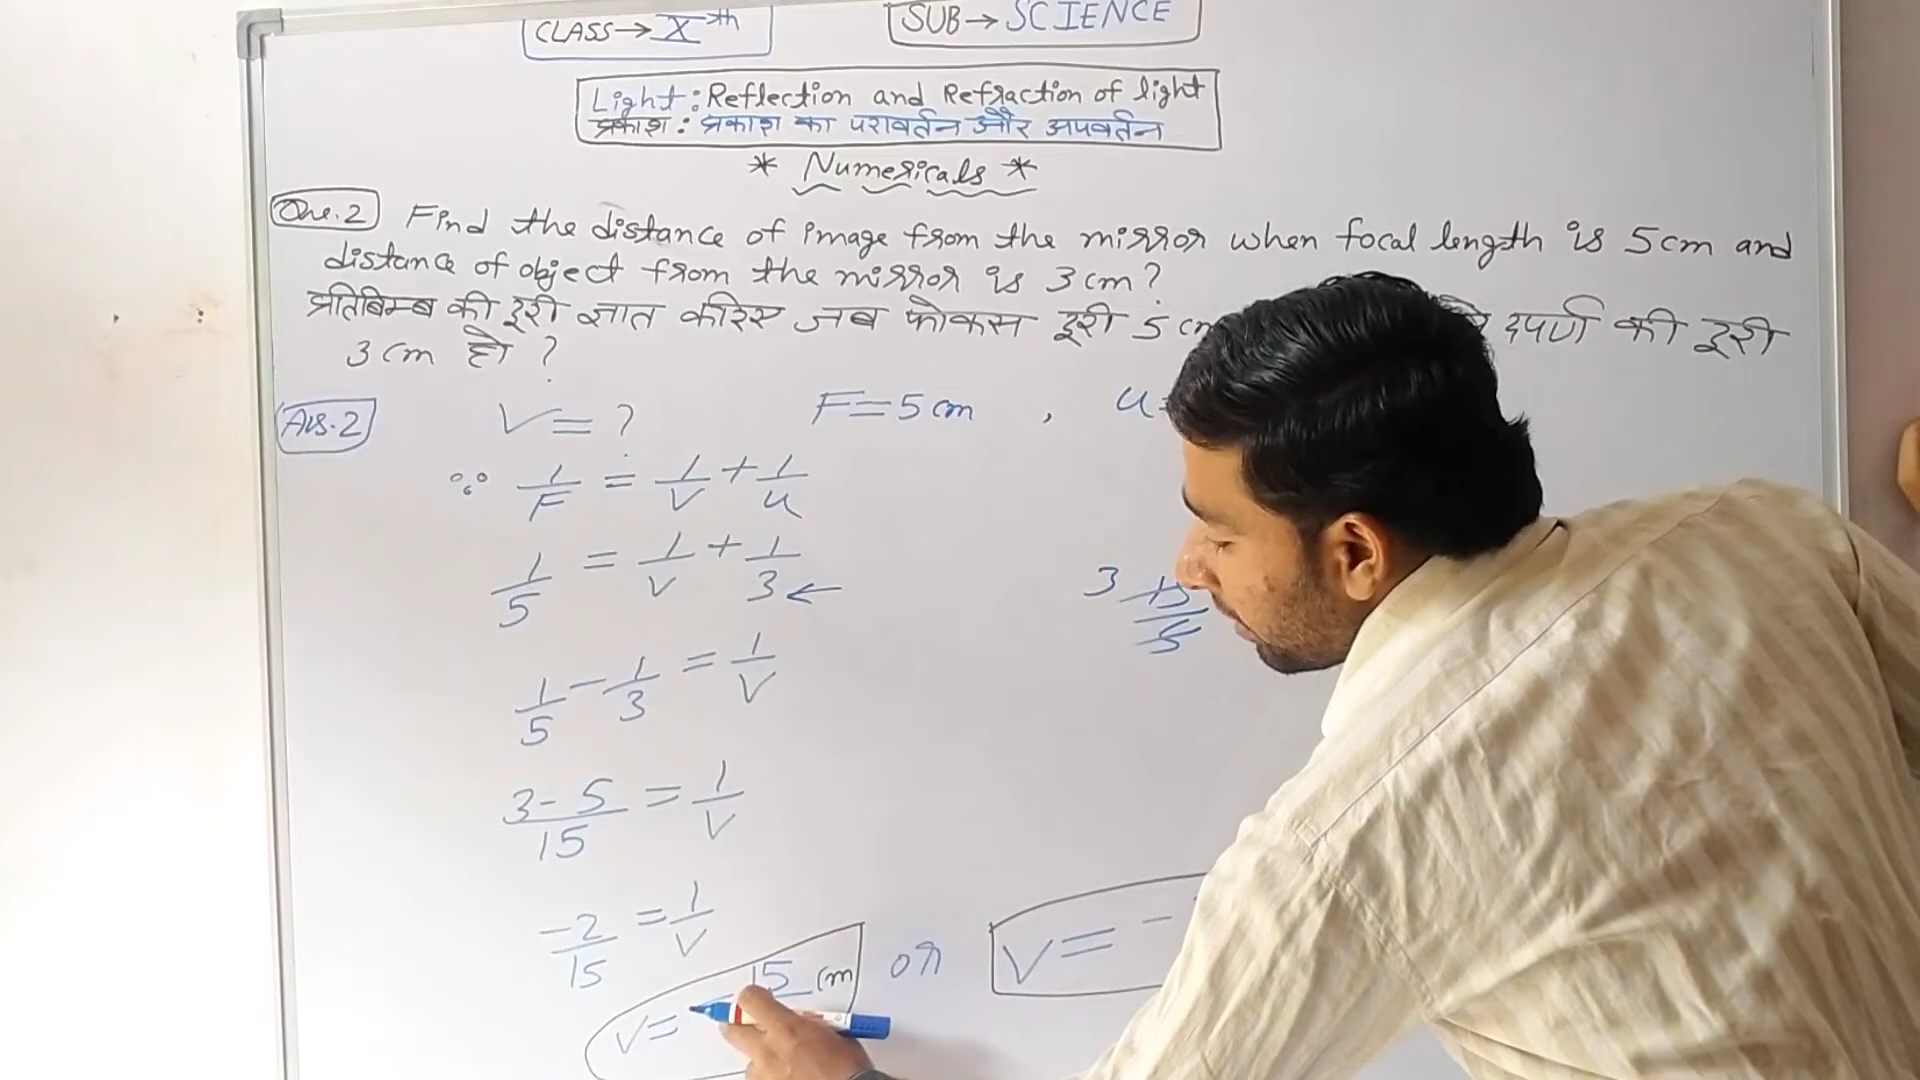 CLASS → Xth
SUB → SCIENCE
Light : Reflection and Refraction of light
प्रकाश : प्रकाश का परावर्तन और अपवर्तन
* Numericals *
Que.2 Find the distance of image from the mirror when focal length is 5cm and
distance of object from the mirror is 3cm?
प्रतिबिम्ब की दूरी ज्ञात करिए जब फोकस दूरी 5 cm दर्पण की दूरी
3 cm हो ?
Ans.2 V = ? F = 5 cm , u =
∵ 1/F = 1/V + 1/u
1/5 = 1/V + 1/3 ←
3 15/5
1/5 - 1/3 = 1/V
3-5/15 = 1/V
-2/15 = 1/V
V = 15 cm or V = -